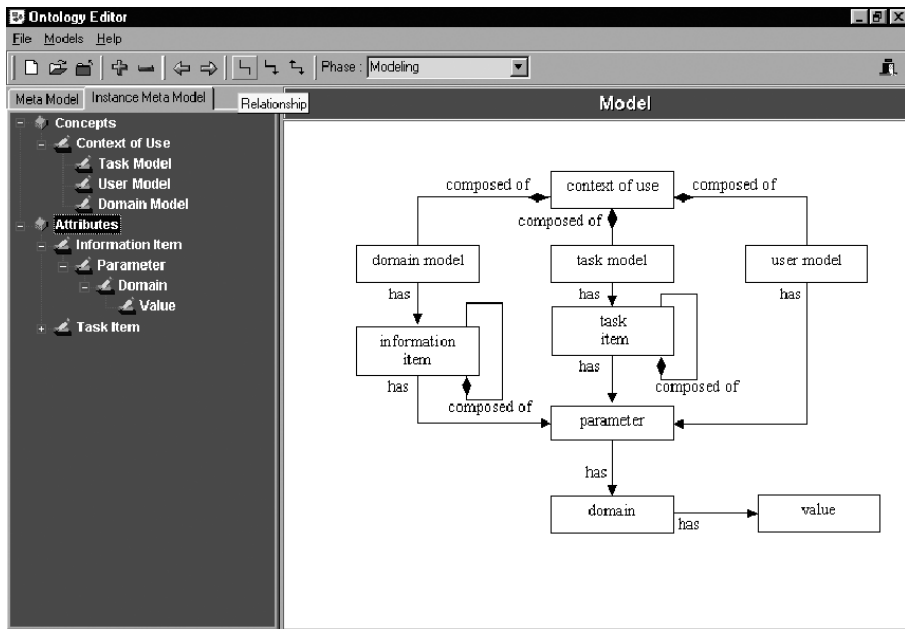 Ontology Editor
File Models Help
Phase : Modeling
Meta Model Instance Meta Model
Relationship
Model
Concepts
Context of Use
Task Model
User Model
Domain Model
Attributes
Information Item
Parameter
Domain
Value
Task Item
composed of
context of use
composed of
composed of
domain model
task model
user model
has
has
has
information
item
task
item
has
composed of
has
composed of
parameter
has
domain
has
value